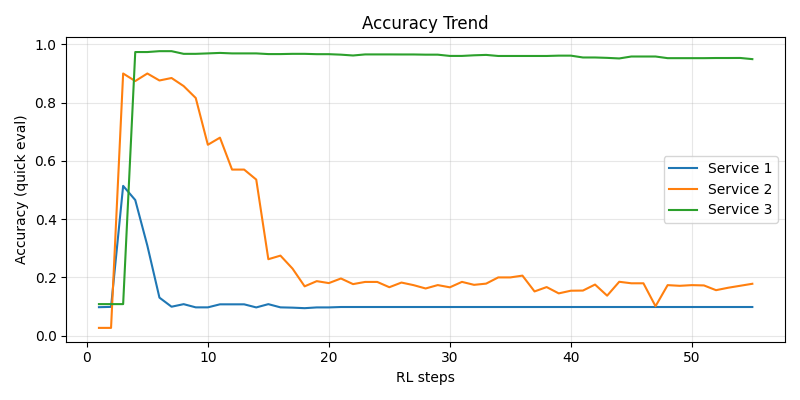 Accuracy Trend
Accuracy (quick eval)
1.0
0.8
0.6
0.4
0.2
0.0
Service 1
Service 2
Service 3
0 10 20 30 40 50
RL steps